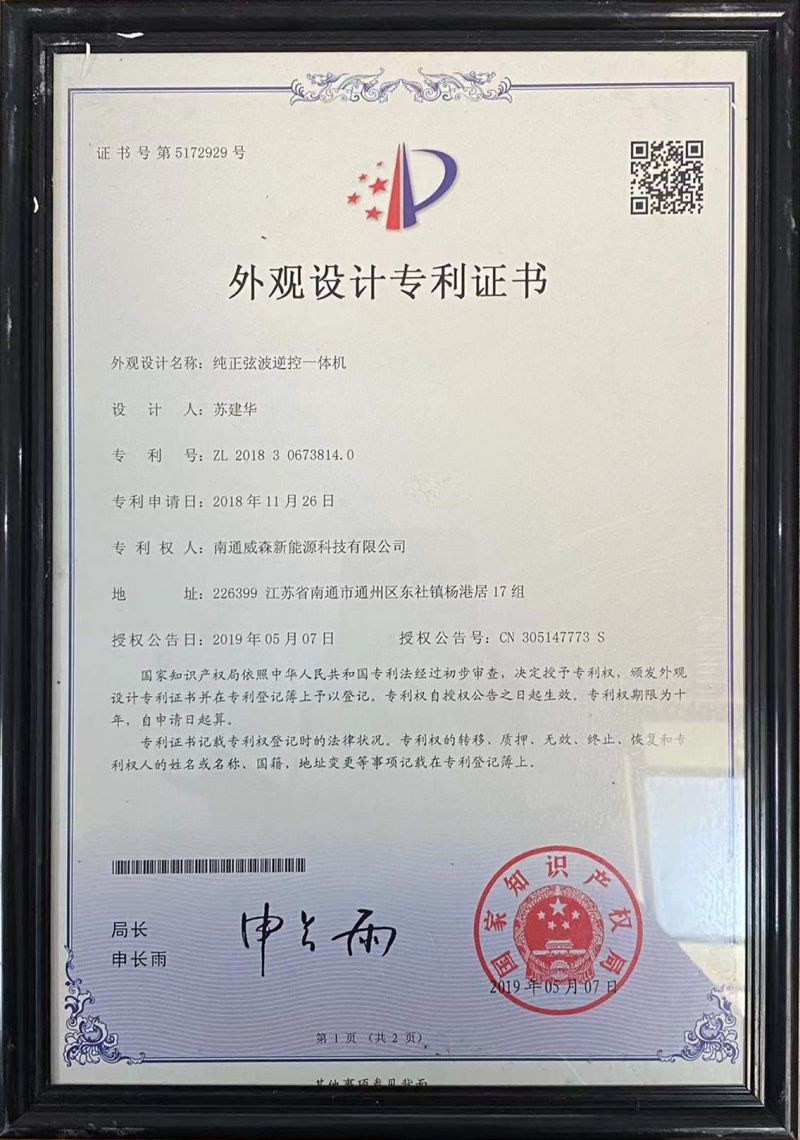 证书号第5172929号
外观设计专利证书
外观设计名称：纯正弦波逆控一体机
设计人：苏建华
专利号：ZL 2018 3 0673814.0
专利申请日：2018年11月26日
专利权人：南通威森新能源科技有限公司
地址：226399 江苏省南通市通州区东社镇杨港居17组
授权公告日：2019年05月07日 授权公告号：CN 305147773 S
国家知识产权局依照中华人民共和国专利法经过初步审查，决定授予专利权，颁发外观
设计专利证书并在专利登记簿上予以登记。专利权自授权公告之日起生效。专利权期限为十
年，自申请日起算。
专利证书记载专利权登记时的法律状况。专利权的转移、质押、无效、终止、恢复和专
利权人的姓名或名称、国籍、地址变更等事项记载在专利登记簿上。
局长
申长雨
申长雨
国家知识产权局
2019年05月07日
第1页（共2页）
其他事项参见背面